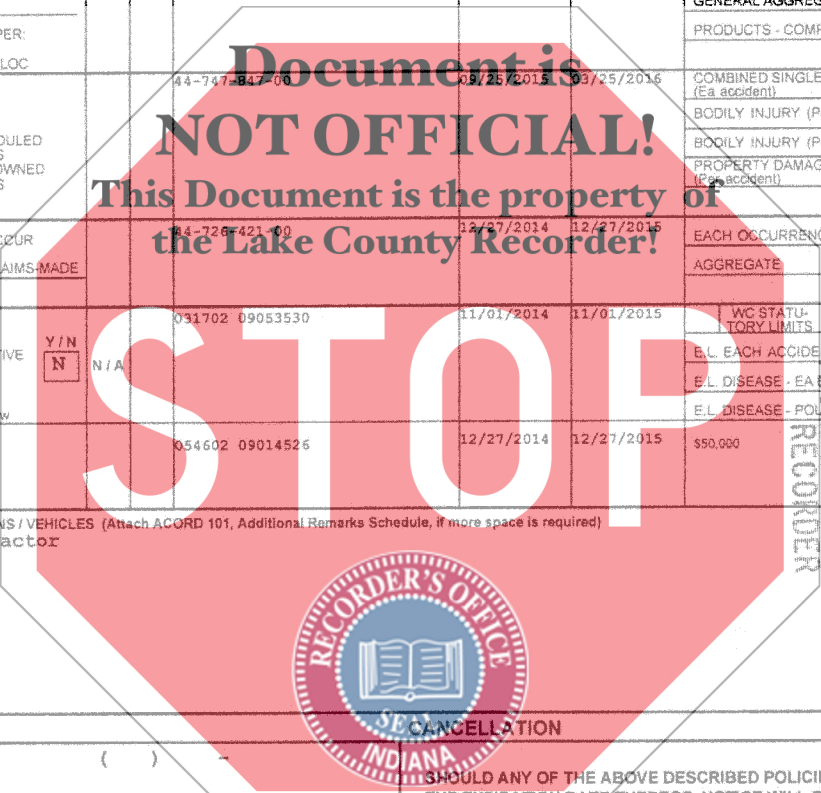 GENERAL AGGREG
PER:
PRODUCTS - COMP
LOC
Document is
44-747-847-00 09/25/2015 03/25/2016 COMBINED SINGLE
(Ea accident)
BODILY INJURY (P
NOT OFFICIAL!
DULED
S
BODILY INJURY (P
OWNED
S
PROPERTY DAMAG
(Per accident)
This Document is the property of
44-726-421-00 12/27/2014 12/27/2015
CCUR
EACH OCCURRENC
the Lake County Recorder!
AIMS-MADE
AGGREGATE
031702 09053530 11/01/2014 11/01/2015 WC STATU-
TORY LIMITS
STOP
Y / N
IVE N N / A
E.L. EACH ACCIDE
E.L. DISEASE - EA E
w
E.L. DISEASE - POL
054602 09014526 12/27/2014 12/27/2015 $50,000
RECORDER
NS / VEHICLES (Attach ACORD 101, Additional Remarks Schedule, if more space is required)
actor
RECORDER'S OFFICE
SEAL
INDIANA
CANCELLATION
( ) -
SHOULD ANY OF THE ABOVE DESCRIBED POLICI